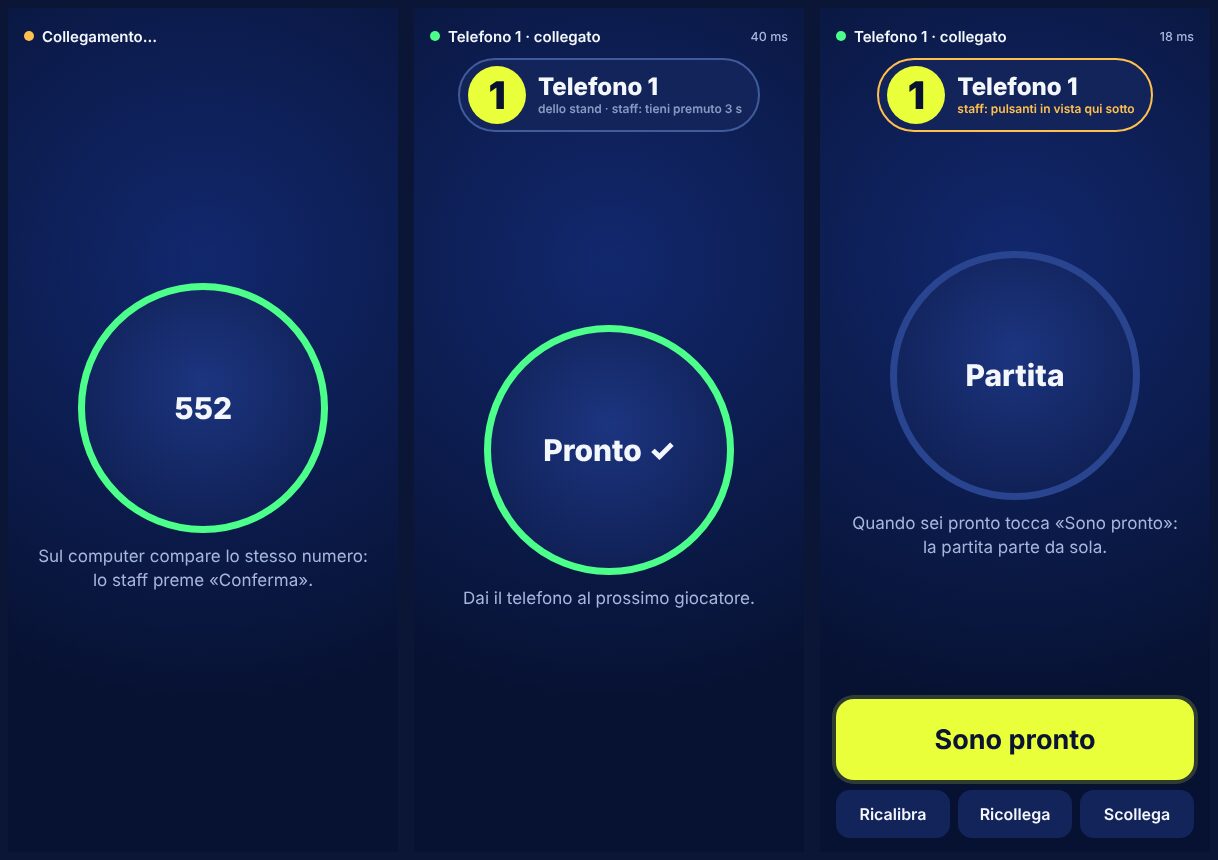 Collegamento...
552
Sul computer compare lo stesso numero:
lo staff preme «Conferma».
Telefono 1 · collegato
40 ms
1
Telefono 1
dello stand · staff: tieni premuto 3 s
Pronto ✓
Dai il telefono al prossimo giocatore.
Telefono 1 · collegato
18 ms
1
Telefono 1
staff: pulsanti in vista qui sotto
Partita
Quando sei pronto tocca «Sono pronto»:
la partita parte da sola.
Sono pronto
Ricalibra
Ricollega
Scollega